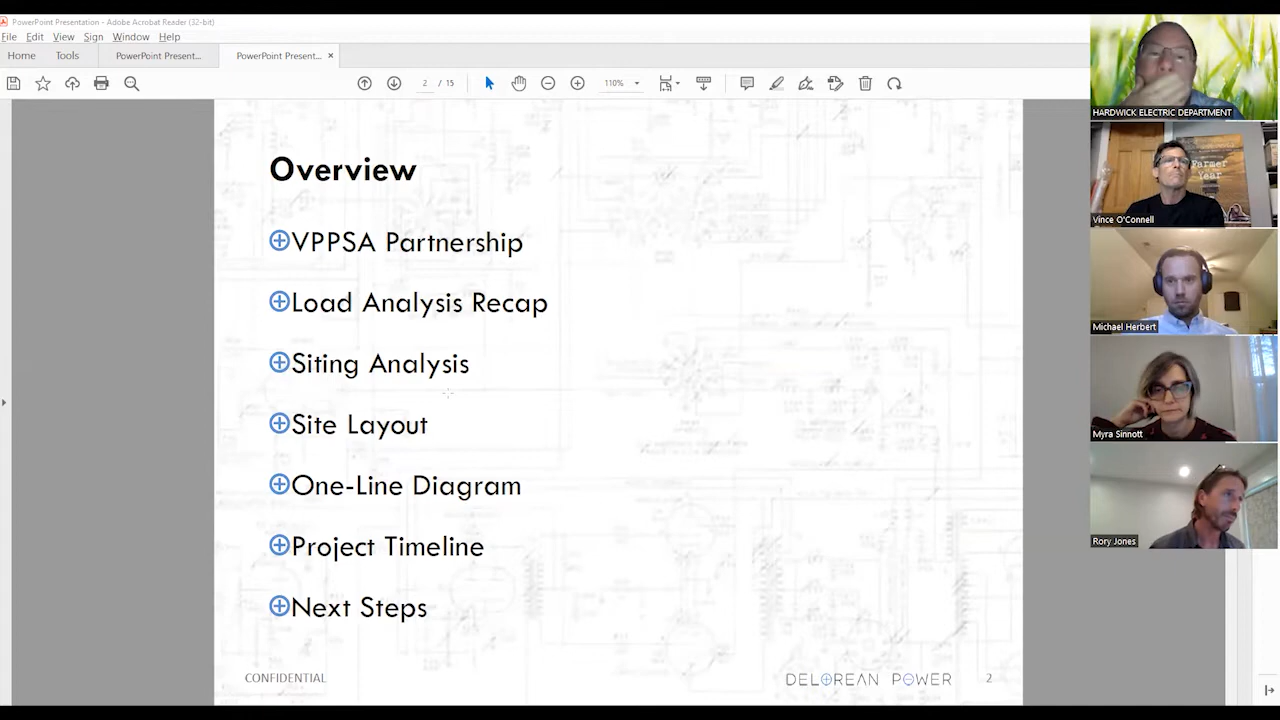 PowerPoint Presentation - Adobe Acrobat Reader (32-bit)
File Edit View Sign Window Help
Home Tools PowerPoint Present... PowerPoint Present... ×
2 / 15 110%
Overview
VPPSA Partnership
Load Analysis Recap
Siting Analysis
Site Layout
One-Line Diagram
Project Timeline
Next Steps
CONFIDENTIAL DELOREAN POWER 2
HARDWICK ELECTRIC DEPARTMENT
Farmer
Year
Vince O'Connell
Michael Herbert
Myra Sinnott
Rory Jones